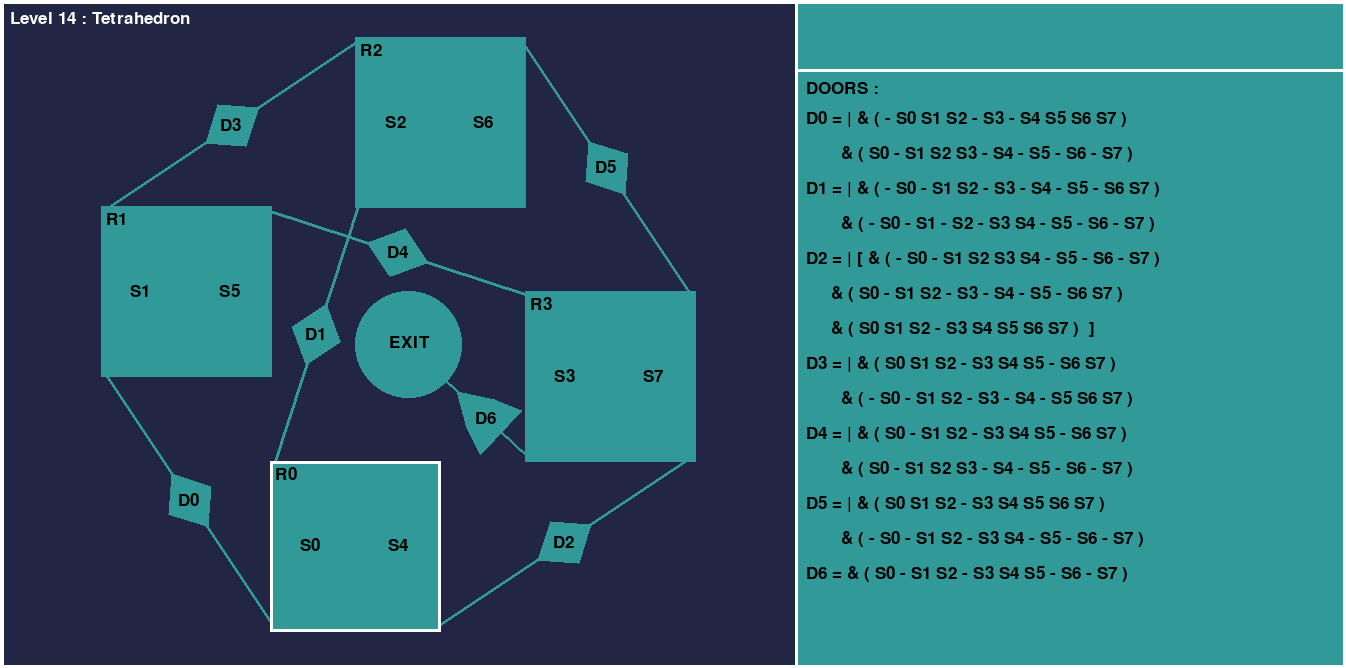 Level 14 : Tetrahedron
R2
S2 S6
D3
D5
R1
S1 S5
D4
R3
S3 S7
D1
EXIT
D6
R0
S0 S4
D0
D2
DOORS :
D0 = | & ( - S0 S1 S2 - S3 - S4 S5 S6 S7 )
& ( S0 - S1 S2 S3 - S4 - S5 - S6 - S7 )
D1 = | & ( - S0 - S1 S2 - S3 - S4 - S5 - S6 S7 )
& ( - S0 - S1 - S2 - S3 S4 - S5 - S6 - S7 )
D2 = | [ & ( - S0 - S1 S2 S3 S4 - S5 - S6 - S7 )
& ( S0 - S1 S2 - S3 - S4 - S5 - S6 S7 )
& ( S0 S1 S2 - S3 S4 S5 S6 S7 ) ]
D3 = | & ( S0 S1 S2 - S3 S4 S5 - S6 S7 )
& ( - S0 - S1 S2 - S3 - S4 - S5 S6 S7 )
D4 = | & ( S0 - S1 S2 - S3 S4 S5 - S6 S7 )
& ( S0 - S1 S2 S3 - S4 - S5 - S6 - S7 )
D5 = | & ( S0 S1 S2 - S3 S4 S5 S6 S7 )
& ( - S0 - S1 S2 - S3 S4 - S5 - S6 - S7 )
D6 = & ( S0 - S1 S2 - S3 S4 S5 - S6 - S7 )